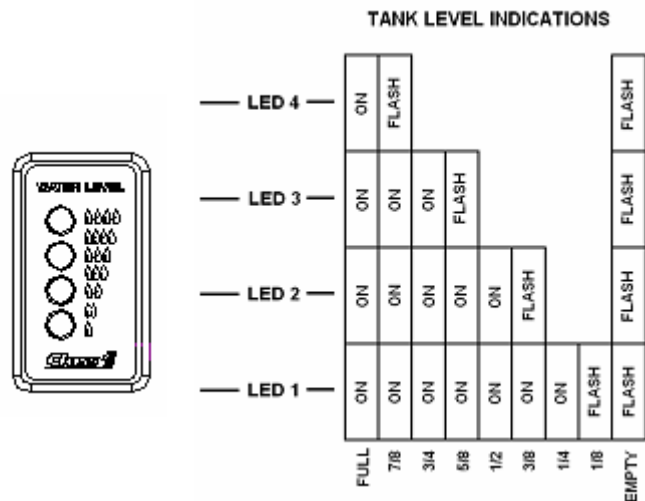 TANK LEVEL INDICATIONS
LED 4 ON FLASH FLASH
LED 3 ON ON ON FLASH FLASH
LED 2 ON ON ON ON ON FLASH FLASH
LED 1 ON ON ON ON ON ON ON FLASH FLASH
FULL 7/8 3/4 5/8 1/2 3/8 1/4 1/8 EMPTY
WATER LEVEL
Class 1